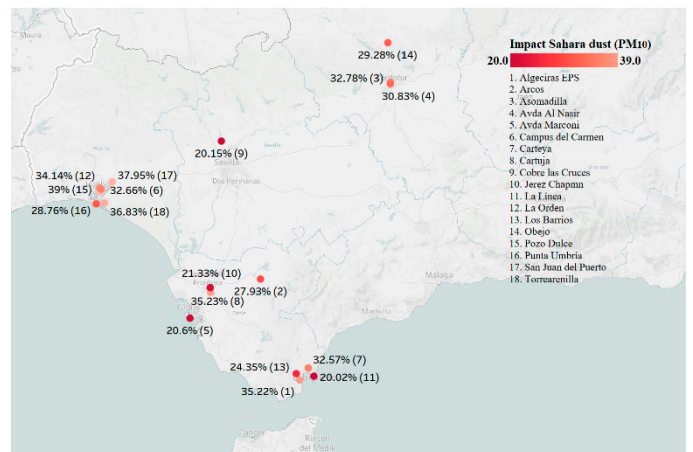 Moura
29.28% (14)
32.78% (3)
30.83% (4)
Impact Sahara dust (PM10)
20.0
39.0
1. Algeciras EPS
2. Arcos
3. Asomadilla
4. Avda Al Nasir
5. Avda Marconi
6. Campus del Carmen
7. Carteya
8. Cartuja
9. Cobre las Cruces
10. Jerez Chapmn
11. La Linea
12. La Orden
13. Los Barrios
14. Obejo
15. Pozo Dulce
16. Punta Umbria
17. San Juan del Puerto
18. Torrearenilla
20.15% (9)
Sevilla
Dos Hermanas
34.14% (12)
37.95% (17)
39% (15)
32.66% (6)
28.76% (16)
36.83% (18)
21.33% (10)
27.93% (2)
35.23% (8)
20.6% (5)
Málaga
Marbella
24.35% (13)
32.57% (7)
20.02% (11)
35.22% (1)
Tanger
Rincon
del Medik